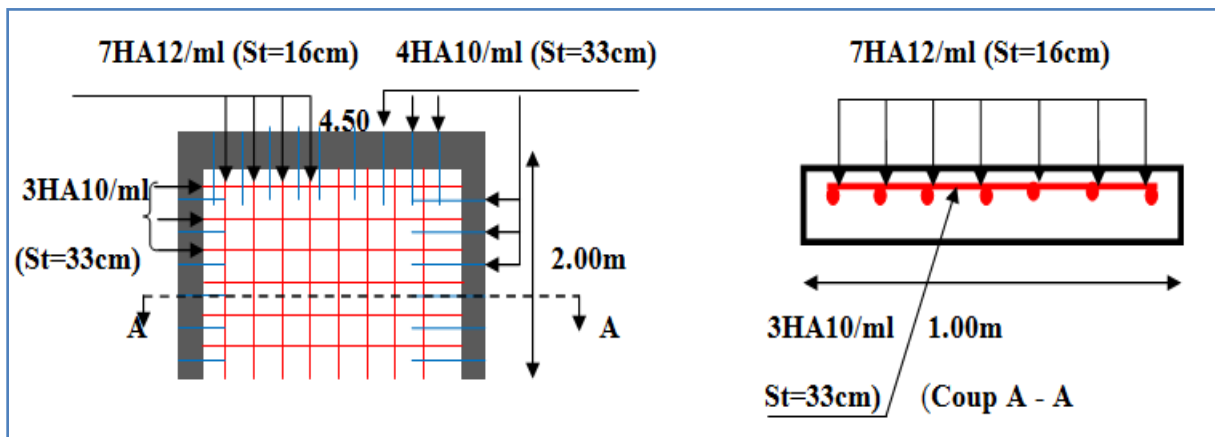 7HA12/ml (St=16cm)
4HA10/ml (St=33cm)
4.50
3HA10/ml
(St=33cm)
2.00m
A
A
7HA12/ml (St=16cm)
3HA10/ml
1.00m
St=33cm)
(Coup A - A